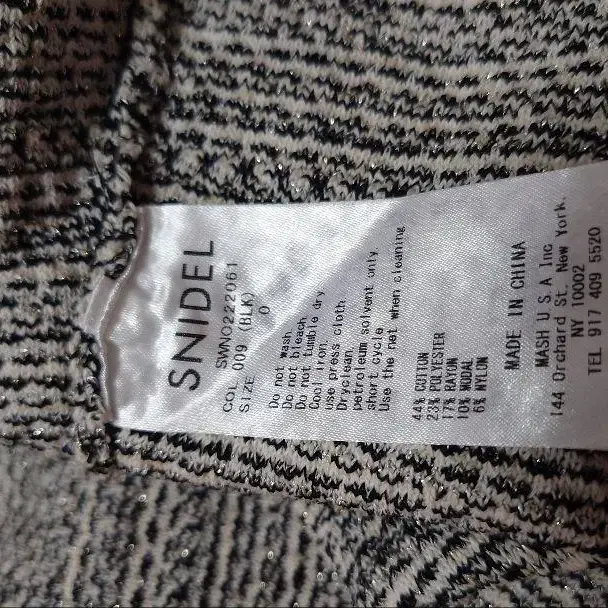 SNIDEL
SWNO222061
COL 009 (BLK)
SIZE 0
Do not wash
Do not bleach
Do not tumble dry
Cool iron.
use press cloth
Dryclean.
petroleum solvent only.
short cycle
Use the net when cleaning
44% COTTON
23% POLYESTER
17% RAYON
10% MODAL
6% NYLON
MADE IN CHINA
MASH U S A Inc
144 Orchard St. New York.
NY 10002
TEL 917 409 5520